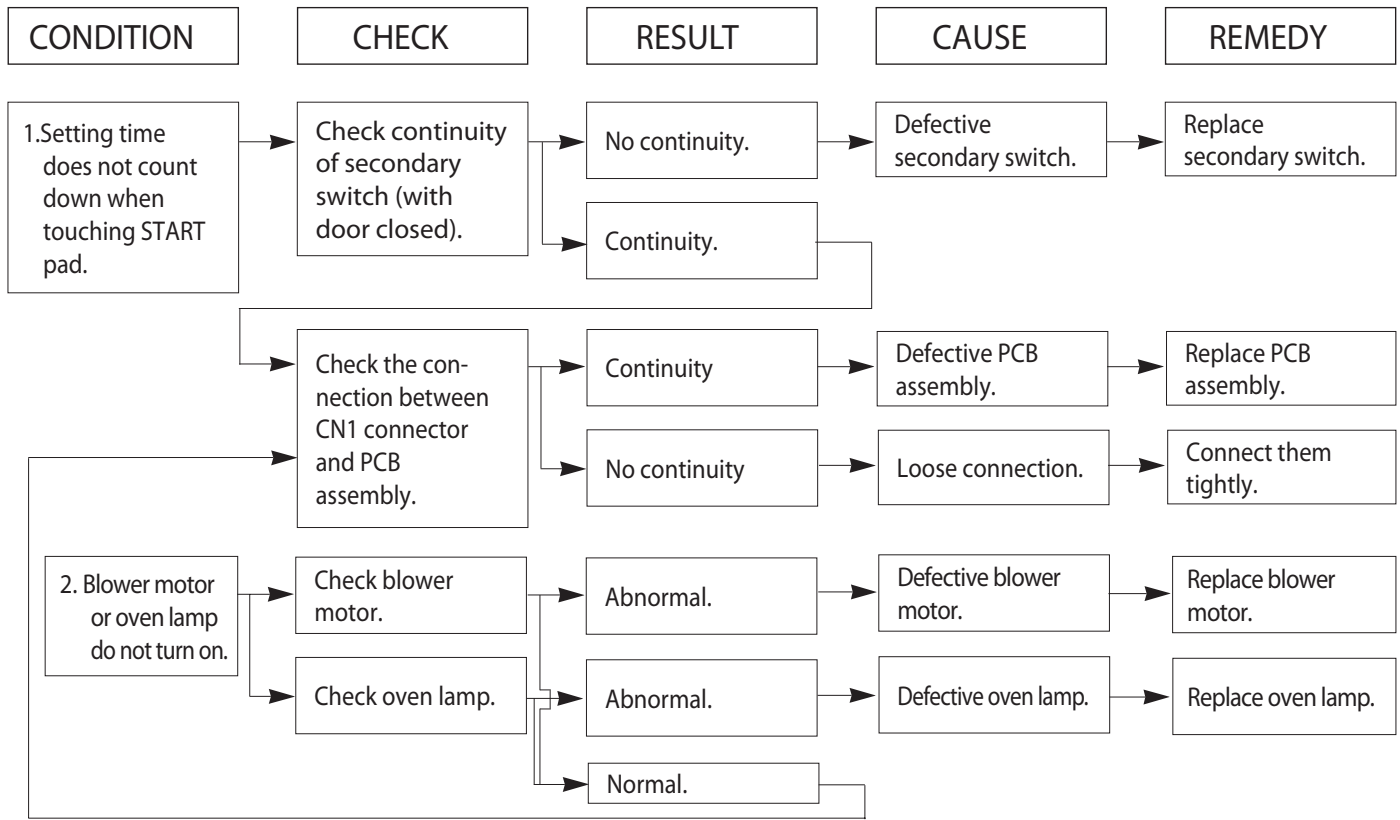 CONDITION
CHECK
RESULT
CAUSE
REMEDY
1.Setting time
does not count
down when
touching START
pad.
Check continuity
of secondary
switch (with
door closed).
No continuity.
Defective
secondary switch.
Replace
secondary switch.
Continuity.
Check the con-
nection between
CN1 connector
and PCB
assembly.
Continuity
Defective PCB
assembly.
Replace PCB
assembly.
No continuity
Loose connection.
Connect them
tightly.
2. Blower motor
or oven lamp
do not turn on.
Check blower
motor.
Abnormal.
Defective blower
motor.
Replace blower
motor.
Check oven lamp.
Abnormal.
Defective oven lamp.
Replace oven lamp.
Normal.